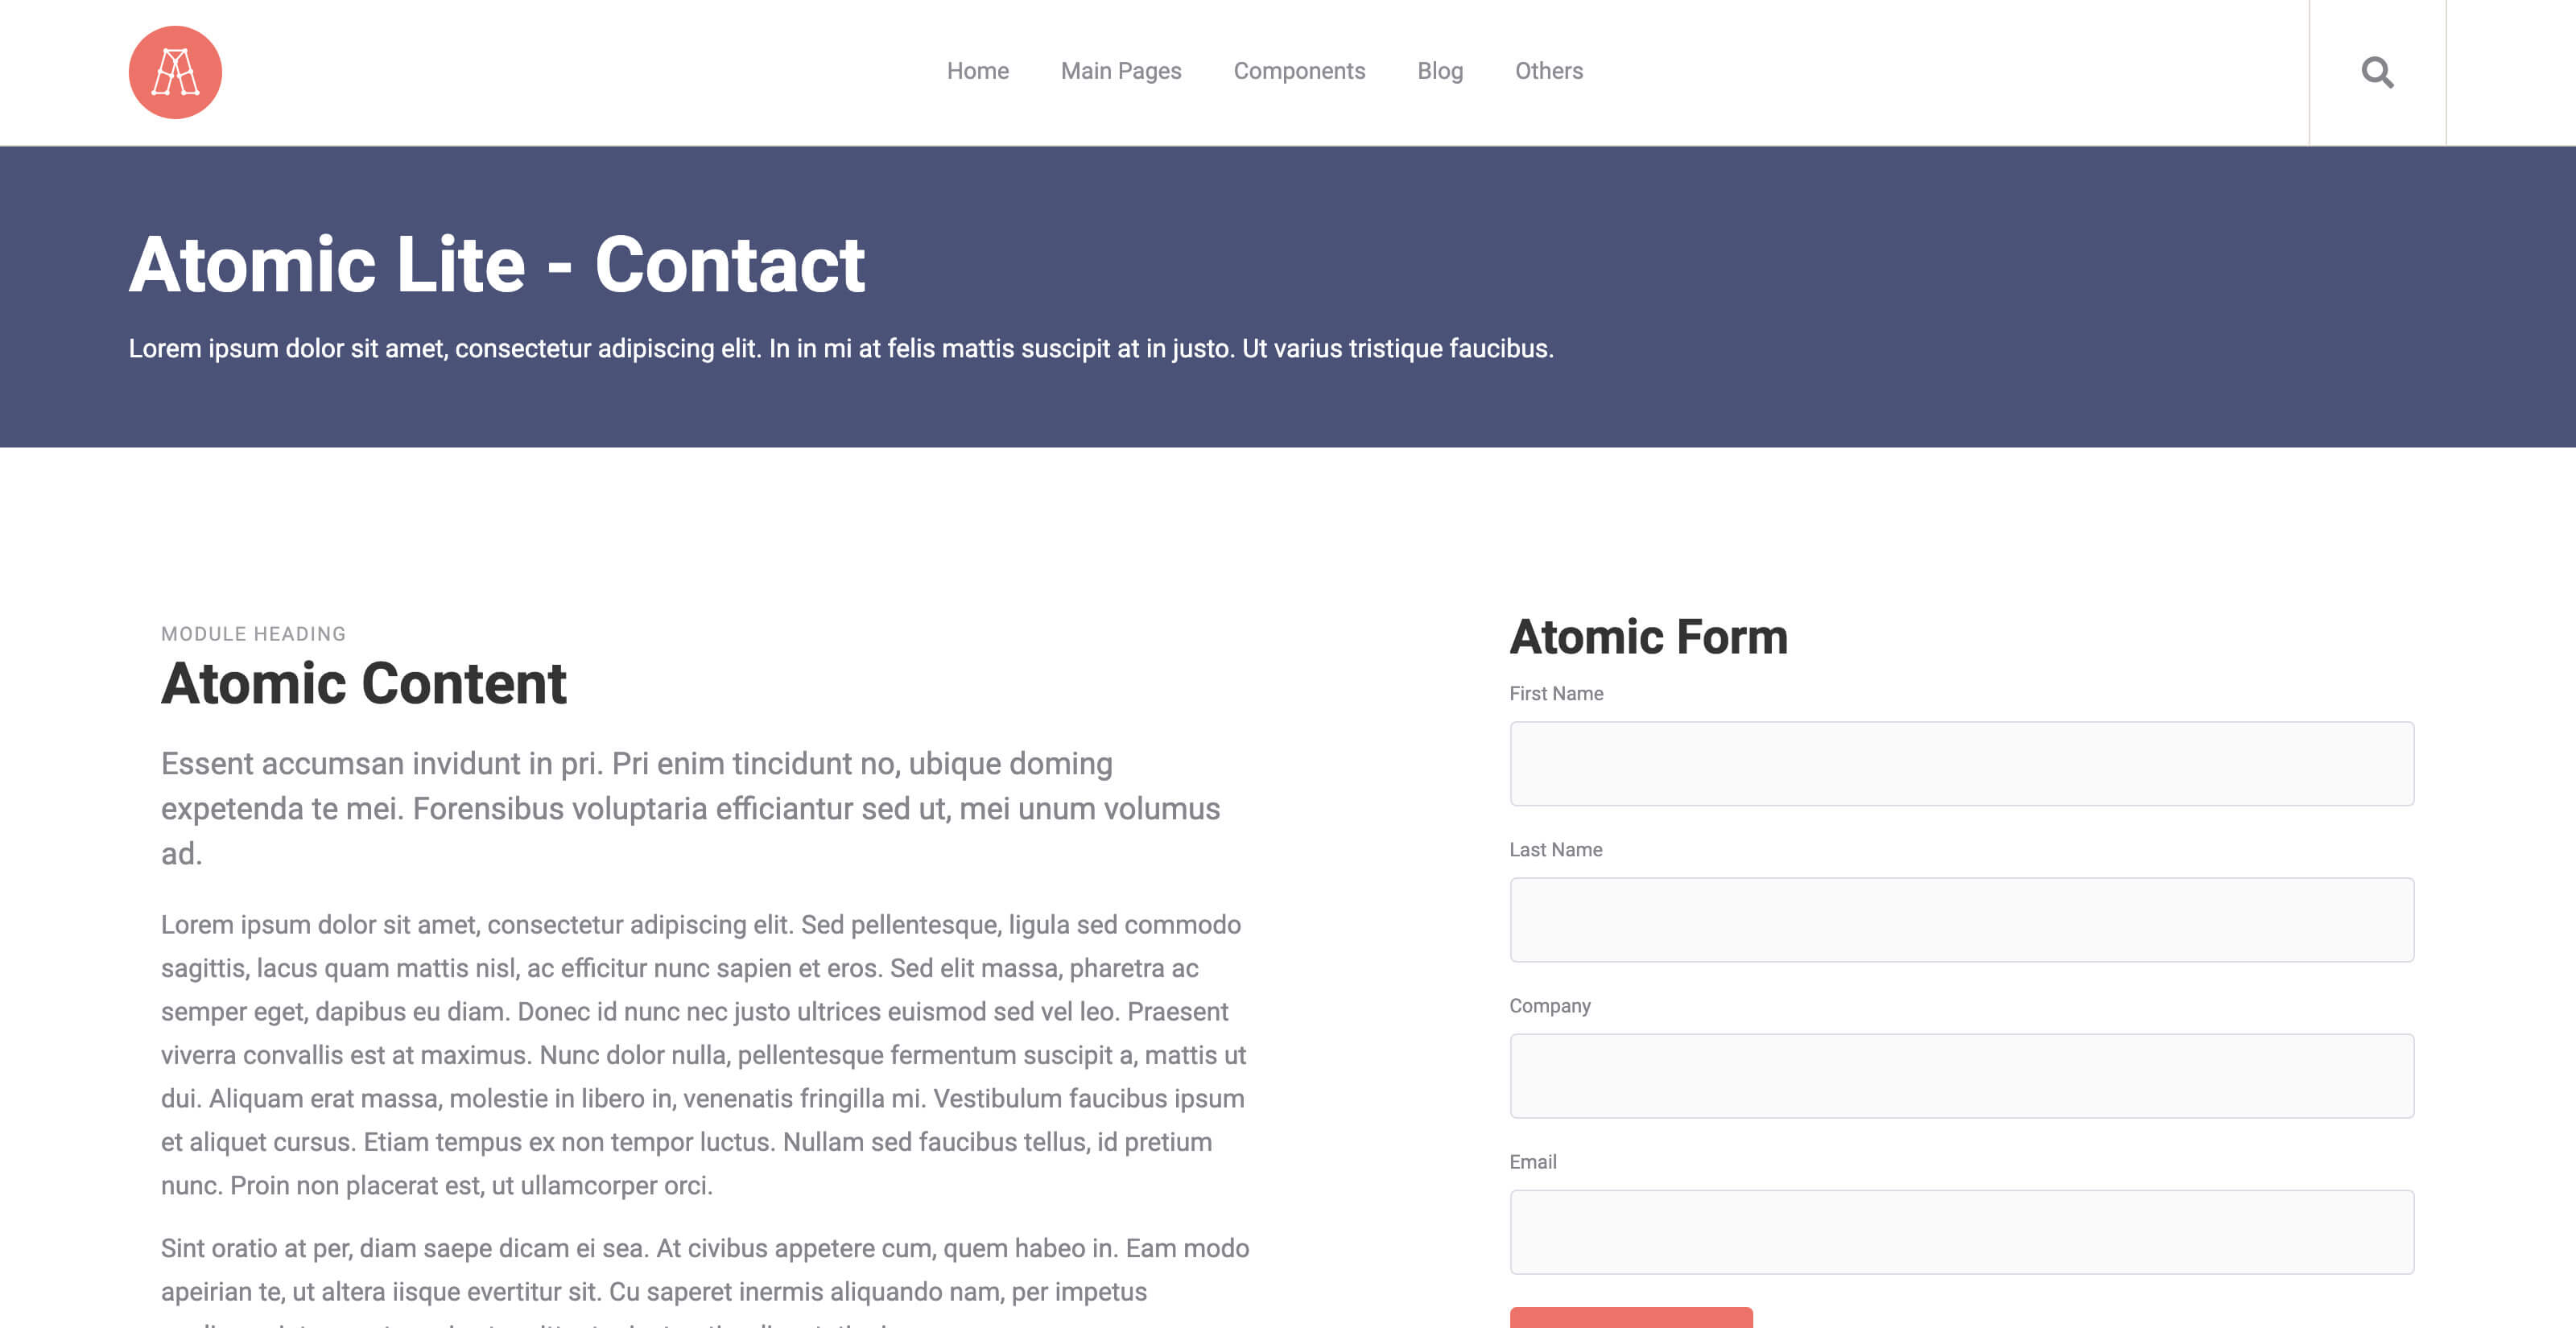 Home Main Pages Components Blog Others
Atomic Lite - Contact
Lorem ipsum dolor sit amet, consectetur adipiscing elit. In in mi at felis mattis suscipit at in justo. Ut varius tristique faucibus.
MODULE HEADING
Atomic Content
Essent accumsan invidunt in pri. Pri enim tincidunt no, ubique doming
expetenda te mei. Forensibus voluptaria efficiantur sed ut, mei unum volumus
ad.
Lorem ipsum dolor sit amet, consectetur adipiscing elit. Sed pellentesque, ligula sed commodo
sagittis, lacus quam mattis nisl, ac efficitur nunc sapien et eros. Sed elit massa, pharetra ac
semper eget, dapibus eu diam. Donec id nunc nec justo ultrices euismod sed vel leo. Praesent
viverra convallis est at maximus. Nunc dolor nulla, pellentesque fermentum suscipit a, mattis ut
dui. Aliquam erat massa, molestie in libero in, venenatis fringilla mi. Vestibulum faucibus ipsum
et aliquet cursus. Etiam tempus ex non tempor luctus. Nullam sed faucibus tellus, id pretium
nunc. Proin non placerat est, ut ullamcorper orci.
Sint oratio at per, diam saepe dicam ei sea. At civibus appetere cum, quem habeo in. Eam modo
apeirian te, ut altera iisque evertitur sit. Cu saperet inermis aliquando nam, per impetus
Atomic Form
First Name
Last Name
Company
Email